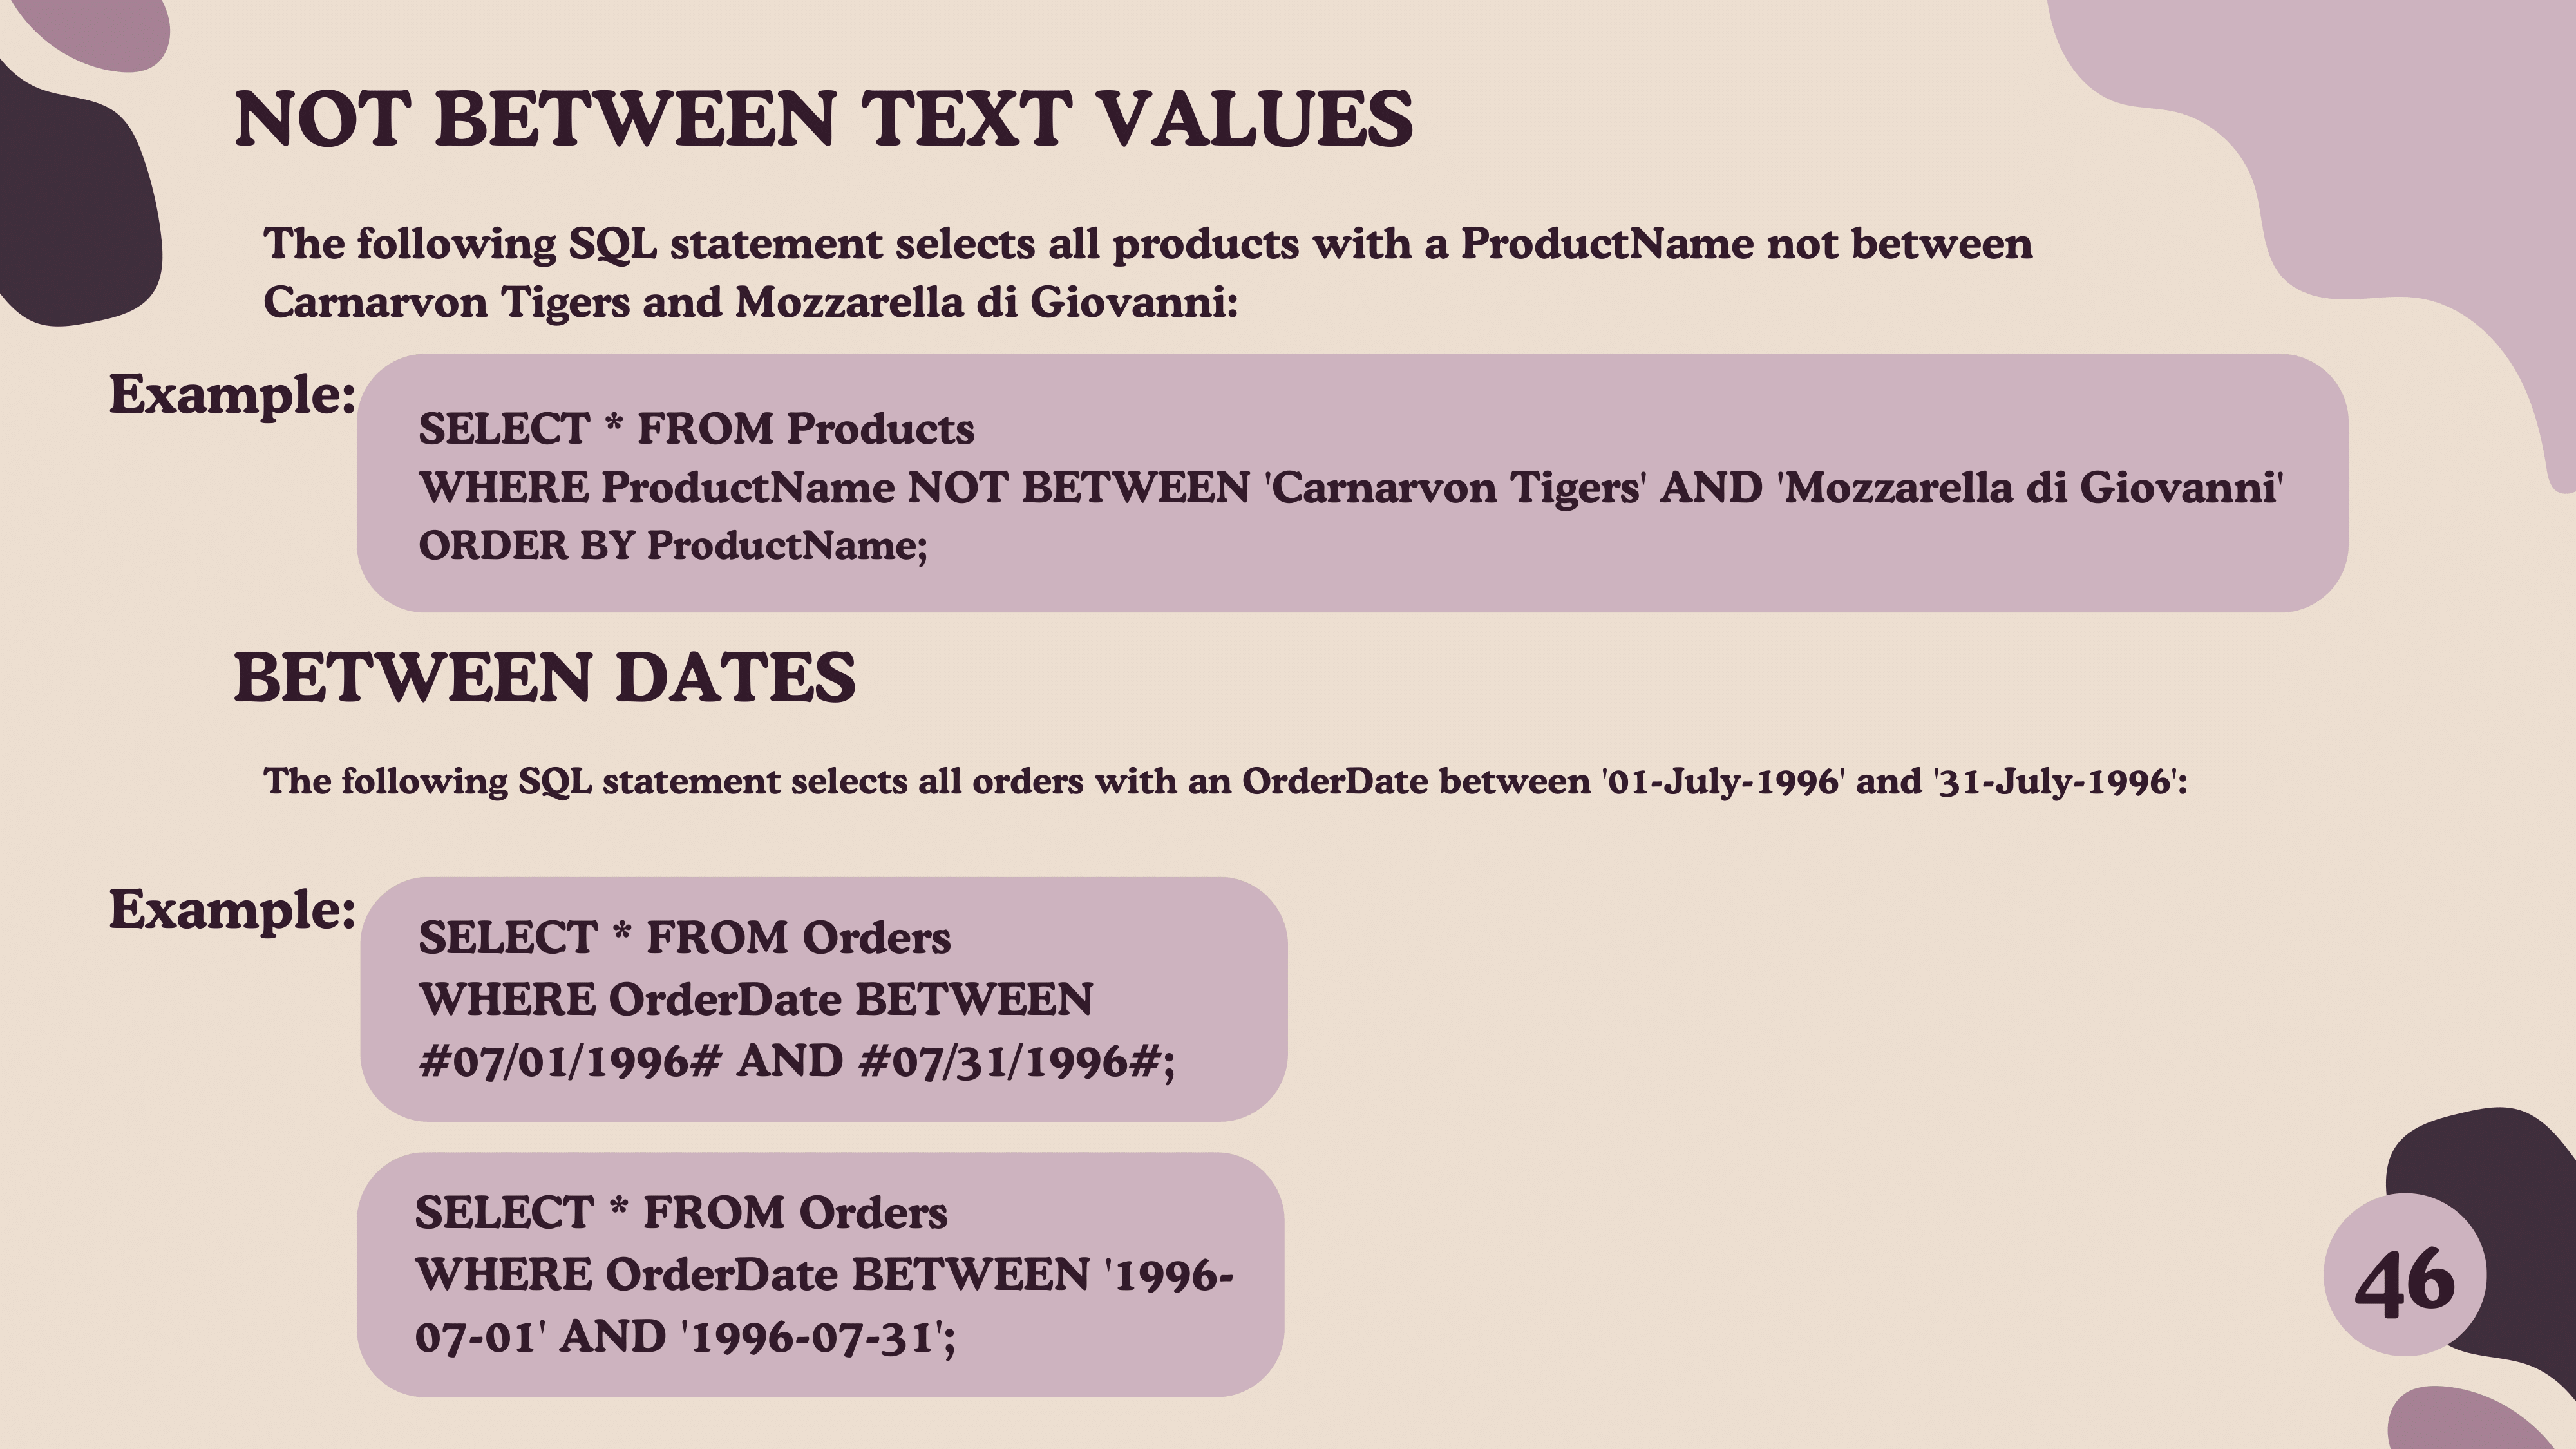 NOT BETWEEN TEXT VALUES
The following SQL statement selects all products with a ProductName not between
Carnarvon Tigers and Mozzarella di Giovanni:
Example:
SELECT * FROM Products
WHERE ProductName NOT BETWEEN 'Carnarvon Tigers' AND 'Mozzarella di Giovanni'
ORDER BY ProductName;
BETWEEN DATES
The following SQL statement selects all orders with an OrderDate between '01-July-1996' and '31-July-1996':
Example:
SELECT * FROM Orders
WHERE OrderDate BETWEEN
#07/01/1996# AND #07/31/1996#;
SELECT * FROM Orders
WHERE OrderDate BETWEEN '1996-
07-01' AND '1996-07-31';
46